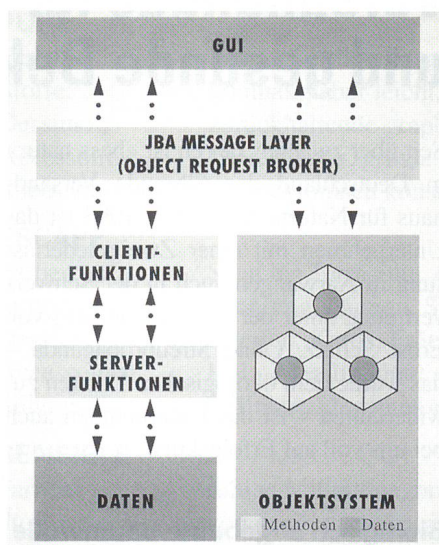 GUI
JBA MESSAGE LAYER
(OBJECT REQUEST BROKER)
CLIENT-
FUNKTIONEN
SERVER-
FUNKTIONEN
DATEN
OBJEKTSYSTEM
Methoden Daten